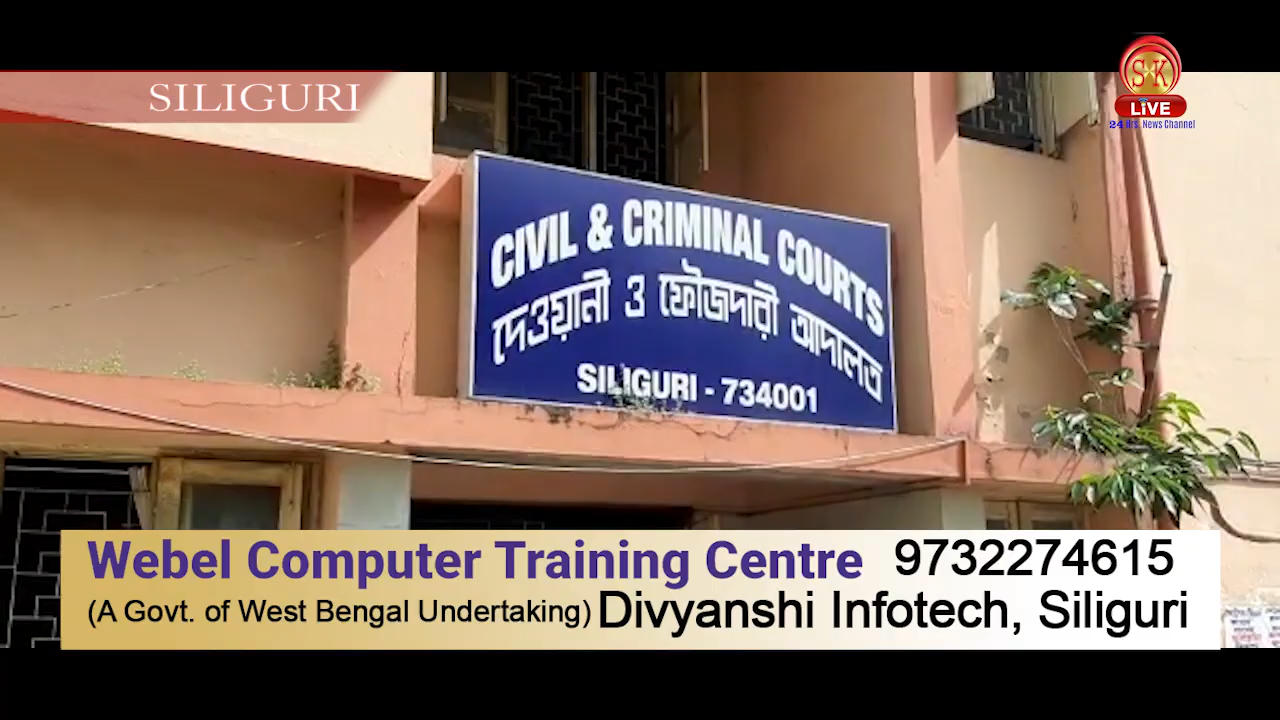 SILIGURI
SK
LIVE
24 Hrs. News Channel
CIVIL & CRIMINAL COURTS
দেওয়ানী ও ফৌজদারী আদালত
SILIGURI - 734001
Webel Computer Training Centre 9732274615
(A Govt. of West Bengal Undertaking) Divyanshi Infotech, Siliguri